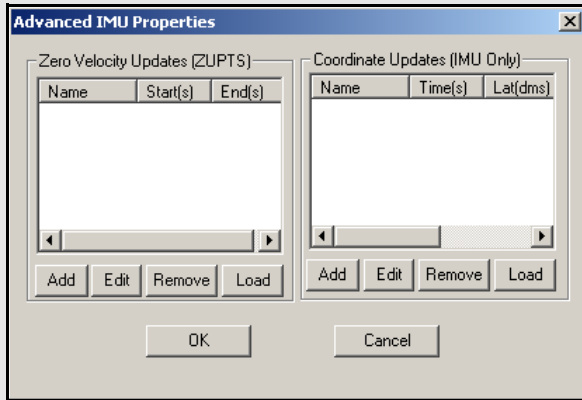 Advanced IMU Properties
Zero Velocity Updates (ZUPTS)
Name Start(s) End(s)
Add Edit Remove Load
Coordinate Updates (IMU Only)
Name Time(s) Lat(dms)
Add Edit Remove Load
OK Cancel